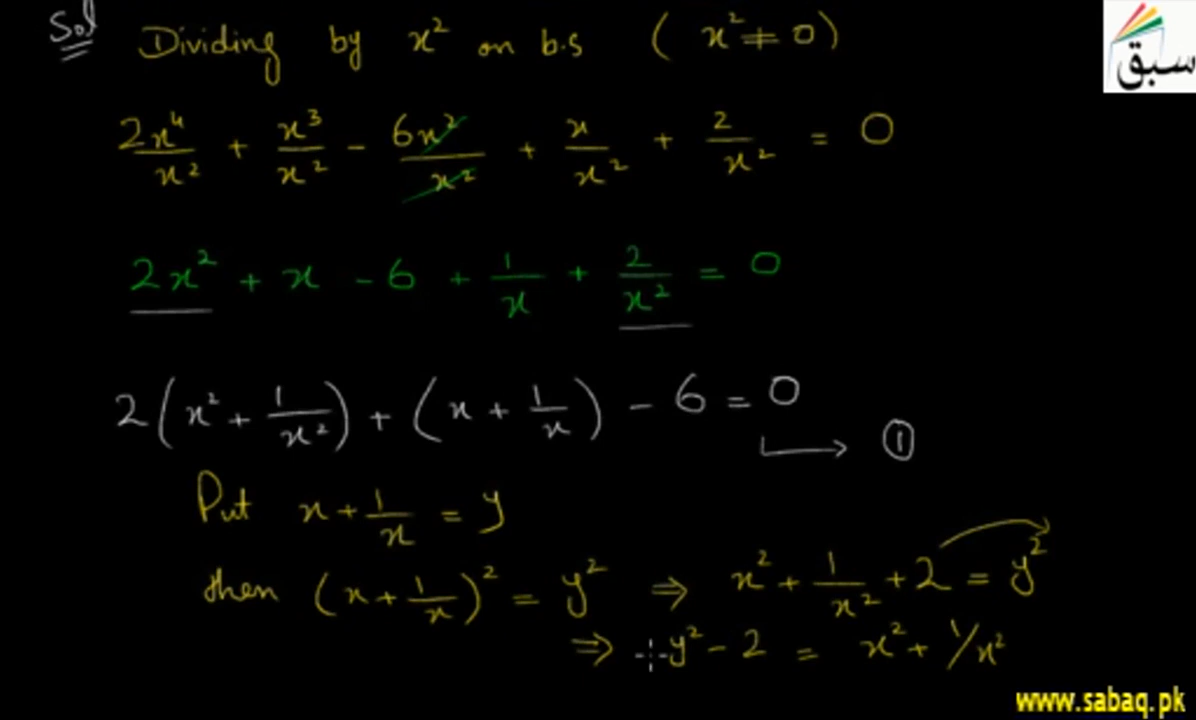 Sol Dividing by x² on b.s (x² ≠ 0)
سبق
2x⁴/x² + x³/x² - 6x²/x² + x/x² + 2/x² = 0
2x² + x - 6 + 1/x + 2/x² = 0
2(x² + 1/x²) + (x + 1/x) - 6 = 0
→ ①
Put x + 1/x = y
then (x + 1/x)² = y² ⇒ x² + 1/x² + 2 = y²
⇒ y² - 2 = x² + 1/x²
www.sabaq.pk